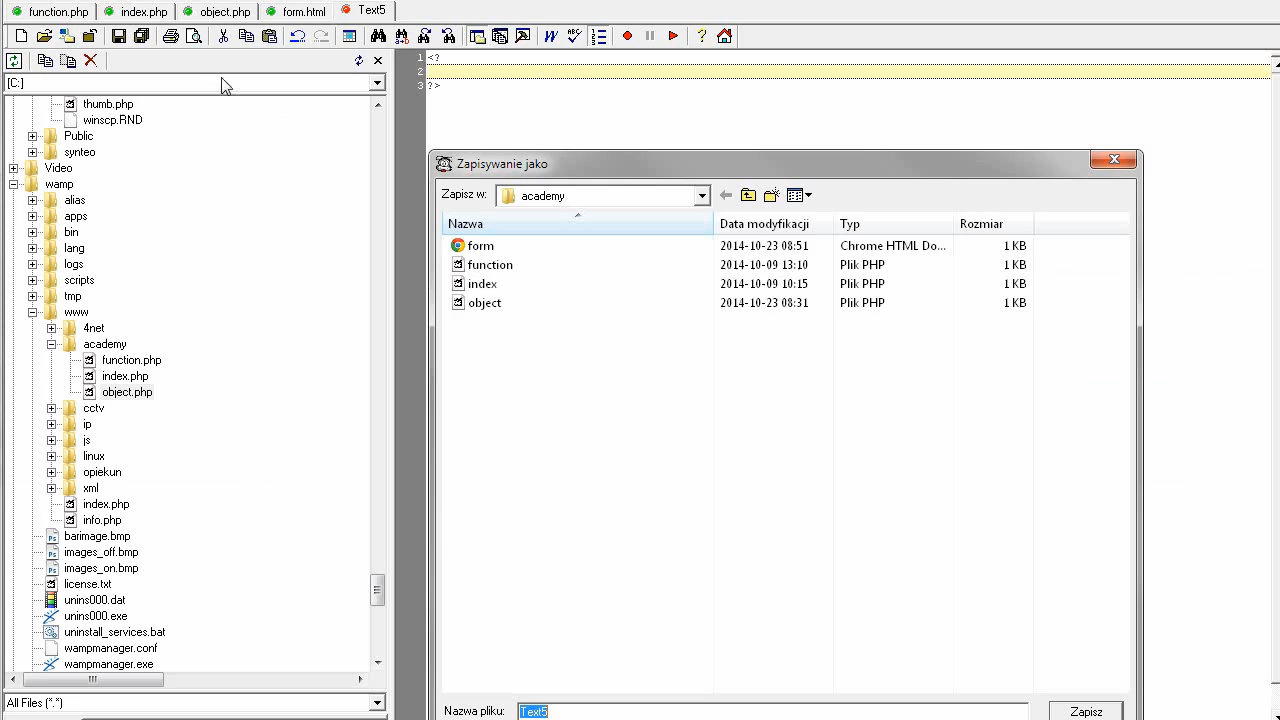 function.php index.php object.php form.html Text5
[C:]
thumb.php
winscp.RND
Public
synteo
Video
wamp
alias
apps
bin
lang
logs
scripts
tmp
www
4net
academy
function.php
index.php
object.php
cctv
ip
js
linux
opiekun
xml
index.php
info.php
barimage.bmp
images_off.bmp
images_on.bmp
license.txt
unins000.dat
unins000.exe
uninstall_services.bat
wampmanager.conf
wampmanager.exe
All Files (*.*)
1 <?
2
3 ?>
Zapisywanie jako
Zapisz w: academy
Nazwa Data modyfikacji Typ Rozmiar
form 2014-10-23 08:51 Chrome HTML Do... 1 KB
function 2014-10-09 13:10 Plik PHP 1 KB
index 2014-10-09 10:15 Plik PHP 1 KB
object 2014-10-23 08:31 Plik PHP 1 KB
Nazwa pliku: Text5 Zapisz